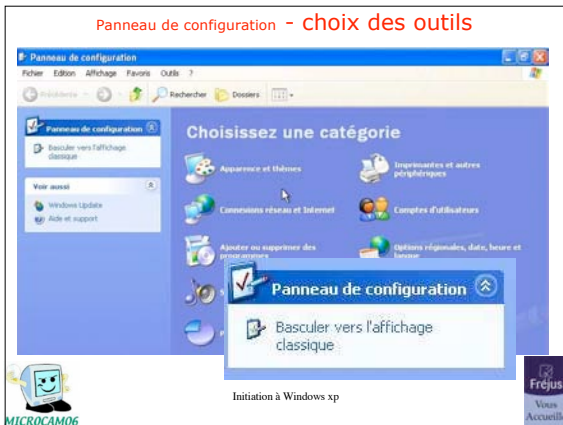 Panneau de configuration - choix des outils
Panneau de configuration
Fichier Edition Affichage Favoris Outils ?
Précédente Rechercher Dossiers
Panneau de configuration
Basculer vers l'affichage
classique
Voir aussi
Windows Update
Aide et support
Choisissez une catégorie
Apparence et thèmes
Imprimantes et autres
périphériques
Connexions réseau et Internet
Comptes d'utilisateurs
Ajouter ou supprimer des
programmes
Options régionales, date, heure et
langue
Panneau de configuration
Basculer vers l'affichage
classique
Initiation à Windows xp
MICROCAM06
Fréjus
Vous
Accueille